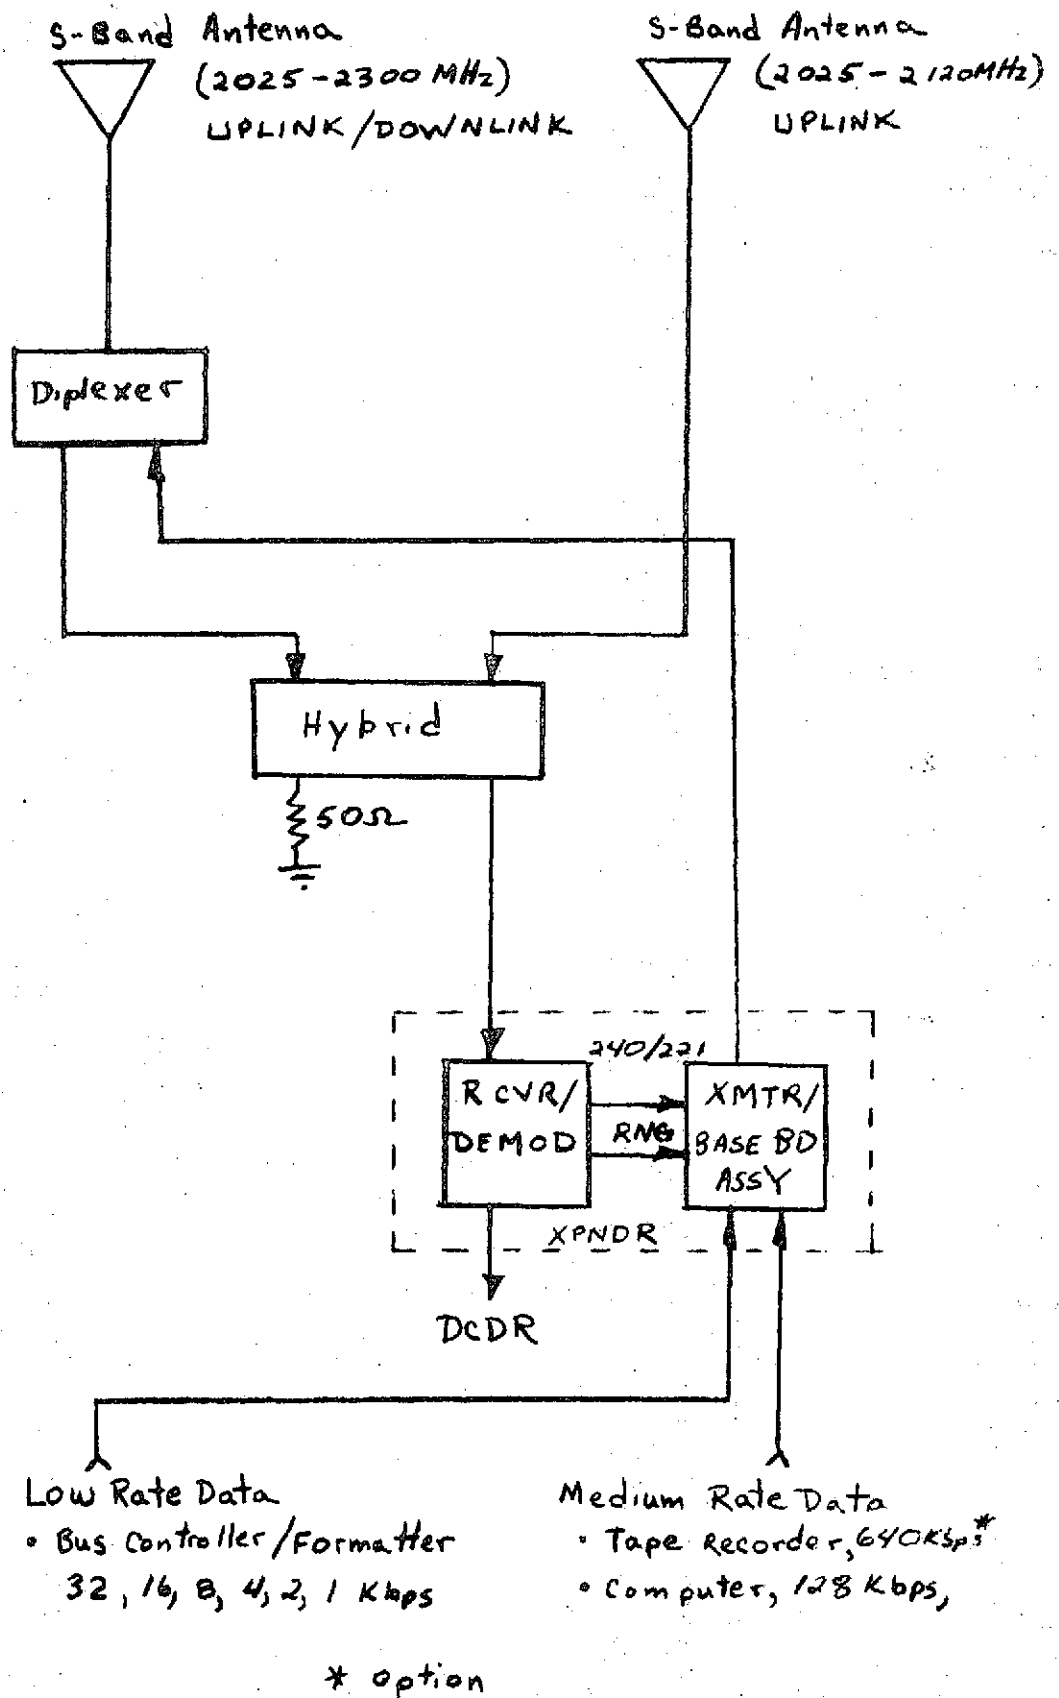 S-Band Antenna
(2025-2300 MHz)
UPLINK/DOWNLINK
S-Band Antenna
(2025-2120MHz)
UPLINK
Diplexer
Hybrid
50Ω
240/221
RCVR/
DEMOD
RNG
XMTR/
BASE BD
ASSY
XPNDR
DCDR
Low Rate Data
• Bus Controller/Formatter
32, 16, 8, 4, 2, 1 Kbps
Medium Rate Data
• Tape Recorder, 640Kbps*
• Computer, 128 Kbps,
* option